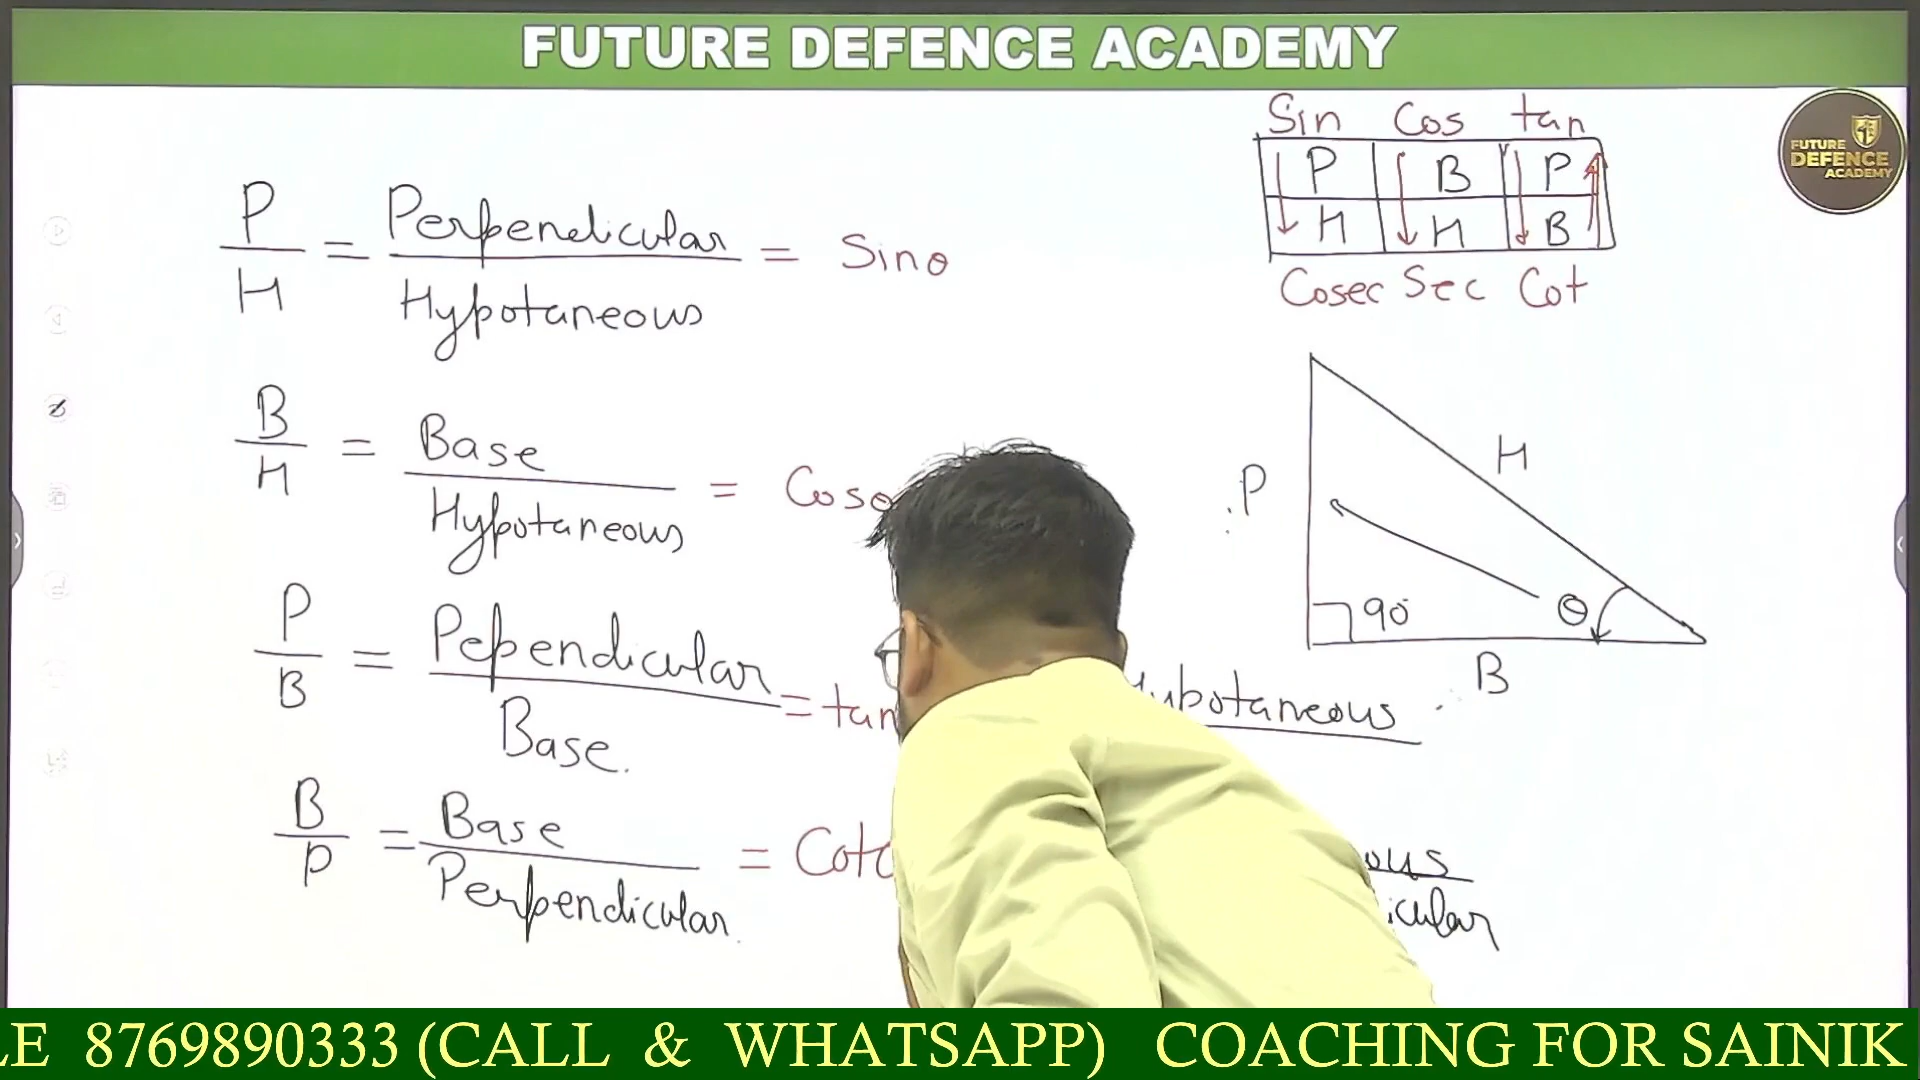 FUTURE DEFENCE ACADEMY
Sin Cos tan
P B P
H H B
Cosec Sec Cot
FUTURE
DEFENCE
ACADEMY
P/H = Perpendicular/Hypotaneous = Sinθ
B/H = Base/Hypotaneous = Cosθ
P/B = Pependicular/Base. = tan
B/P = Base/Perpendicular. = Cot
P
H
90°
θ
B
LE 8769890333 (CALL & WHATSAPP) COACHING FOR SAINIK